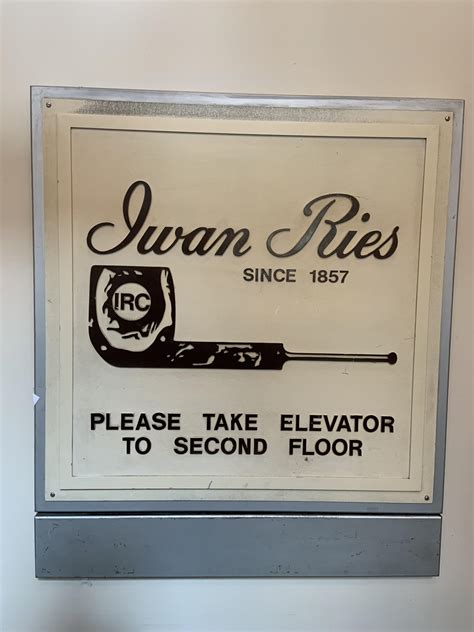 Iwan Ries
SINCE 1857
IRC
PLEASE TAKE ELEVATOR
TO SECOND FLOOR